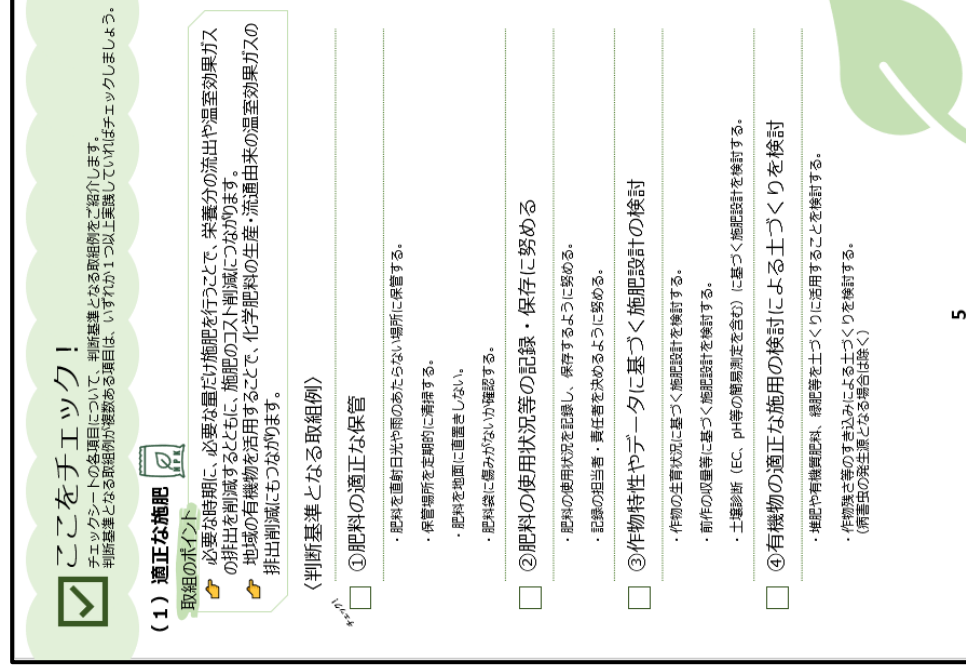 ここをチェック！
チェックシートの各項目について、判断基準となる取組例をご紹介します。
判断基準となる取組例が複数ある項目は、いずれか１つ以上実践していればチェックしましょう。
（１）適正な施肥
NPK
取組のポイント
必要な時期に、必要な量だけ施肥を行うことで、栄養分の流出や温室効果ガス
の排出を削減するとともに、施肥のコスト削減につながります。
地域の有機物を活用することで、化学肥料の生産・流通由来の温室効果ガスの
排出削減にもつながります。
〈判断基準となる取組例〉
チェック!
①肥料の適正な保管
・肥料を直射日光や雨のあたらない場所に保管する。
・保管場所を定期的に清掃する。
・肥料を地面に直置きしない。
・肥料袋に傷みがないか確認する。
②肥料の使用状況等の記録・保存に努める
・肥料の使用状況を記録し、保存するように努める。
・記録の担当者・責任者を決めるように努める。
③作物特性やデータに基づく施肥設計の検討
・作物の生育状況に基づく施肥設計を検討する。
・前作の収量等に基づく施肥設計を検討する。
・土壌診断（EC、pH等の簡易測定を含む）に基づく施肥設計を検討する。
④有機物の適正な施用の検討による土づくりを検討
・堆肥や有機質肥料、緑肥等を土づくりに活用することを検討する。
・作物残さ等のすき込みによる土づくりを検討する。
（病害虫の発生源となる場合は除く）
5